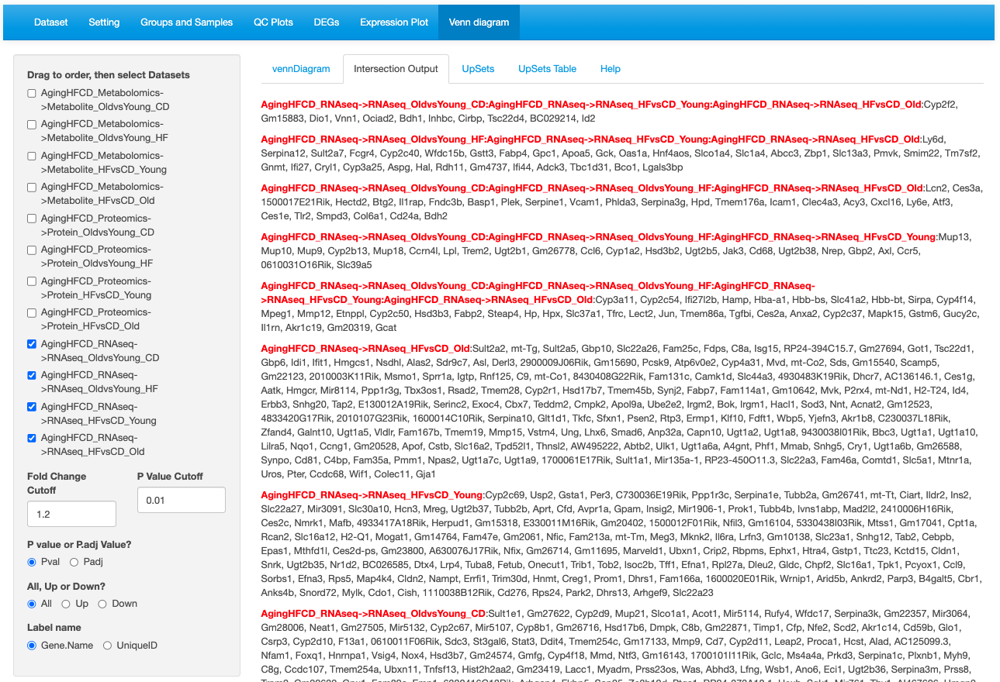 Dataset Setting Groups and Samples QC Plots DEGs Expression Plot Venn diagram
Drag to order, then select Datasets
AgingHFCD_Metabolomics-
>Metabolite_OldvsYoung_CD
AgingHFCD_Metabolomics-
>Metabolite_OldvsYoung_HF
AgingHFCD_Metabolomics-
>Metabolite_HFvsCD_Young
AgingHFCD_Metabolomics-
>Metabolite_HFvsCD_Old
AgingHFCD_Proteomics-
>Protein_OldvsYoung_CD
AgingHFCD_Proteomics-
>Protein_OldvsYoung_HF
AgingHFCD_Proteomics-
>Protein_HFvsCD_Young
AgingHFCD_Proteomics-
>Protein_HFvsCD_Old
AgingHFCD_RNAseq-
>RNAseq_OldvsYoung_CD
AgingHFCD_RNAseq-
>RNAseq_OldvsYoung_HF
AgingHFCD_RNAseq-
>RNAseq_HFvsCD_Young
AgingHFCD_RNAseq-
>RNAseq_HFvsCD_Old
Fold Change
Cutoff
1.2
P Value Cutoff
0.01
P value or P.adj Value?
Pval Padj
All, Up or Down?
All Up Down
Label name
Gene.Name UniqueID
vennDiagram Intersection Output UpSets UpSets Table Help
AgingHFCD_RNAseq->RNAseq_OldvsYoung_CD:AgingHFCD_RNAseq->RNAseq_HFvsCD_Young:AgingHFCD_RNAseq->RNAseq_HFvsCD_Old:Cyp2f2,
Gm15883, Dio1, Vnn1, Ociad2, Bdh1, Inhbc, Cirbp, Tsc22d4, BC029214, Id2
AgingHFCD_RNAseq->RNAseq_OldvsYoung_HF:AgingHFCD_RNAseq->RNAseq_HFvsCD_Young:AgingHFCD_RNAseq->RNAseq_HFvsCD_Old:Ly6d,
Serpina12, Sult2a7, Fcgr4, Cyp2c40, Wfdc15b, Gstt3, Fabp4, Gpc1, Apoa5, Gck, Oas1a, Hnf4aos, Slco1a4, Slc1a4, Abcc3, Zbp1, Slc13a3, Pmvk, Smim22, Tm7sf2,
Gnmt, Ifi27, Cryl1, Cyp3a25, Aspg, Hal, Rdh11, Gm4737, Ifi44, Adck3, Tbc1d31, Bco1, Lgals3bp
AgingHFCD_RNAseq->RNAseq_OldvsYoung_CD:AgingHFCD_RNAseq->RNAseq_OldvsYoung_HF:AgingHFCD_RNAseq->RNAseq_HFvsCD_Old:Lcn2, Ces3a,
1500017E21Rik, Hectd2, Btg2, Il1rap, Fndc3b, Basp1, Plek, Serpine1, Vcam1, Phlda3, Serpina3g, Hpd, Tmem176a, Icam1, Clec4a3, Acy3, Cxcl16, Ly6e, Atf3,
Ces1e, Tlr2, Smpd3, Col6a1, Cd24a, Bdh2
AgingHFCD_RNAseq->RNAseq_OldvsYoung_CD:AgingHFCD_RNAseq->RNAseq_OldvsYoung_HF:AgingHFCD_RNAseq->RNAseq_HFvsCD_Young:Mup13,
Mup10, Mup9, Cyp2b13, Mup18, Ccrn4l, Lpl, Trem2, Ugt2b1, Gm26778, Ccl6, Cyp1a2, Hsd3b2, Ugt2b5, Jak3, Cd68, Ugt2b38, Nrep, Gbp2, Axl, Ccr5,
0610031O16Rik, Slc39a5
AgingHFCD_RNAseq->RNAseq_OldvsYoung_CD:AgingHFCD_RNAseq->RNAseq_OldvsYoung_HF:AgingHFCD_RNAseq-
>RNAseq_HFvsCD_Young:AgingHFCD_RNAseq->RNAseq_HFvsCD_Old:Cyp3a11, Cyp2c54, Ifi27l2b, Hamp, Hba-a1, Hbb-bs, Slc41a2, Hbb-bt, Sirpa, Cyp4f14,
Mpeg1, Mmp12, Etnppl, Cyp2c50, Hsd3b3, Fabp2, Steap4, Hp, Hpx, Slc37a1, Tfrc, Lect2, Jun, Tmem86a, Tgfbi, Ces2a, Anxa2, Cyp2c37, Mapk15, Gstm6, Gucy2c,
Il1rn, Akr1c19, Gm20319, Gcat
AgingHFCD_RNAseq->RNAseq_HFvsCD_Old:Sult2a2, mt-Tg, Sult2a5, Gbp10, Slc22a26, Fam25c, Fdps, C8a, Isg15, RP24-394C15.7, Gm27694, Got1, Tsc22d1,
Gbp6, Idi1, Ifit1, Hmgcs1, Nsdhl, Alas2, Sdr9c7, Asl, Derl3, 2900009J06Rik, Gm15690, Pcsk9, Atp6v0e2, Cyp4a31, Mvd, mt-Co2, Sds, Gm15540, Scamp5,
Gm22123, 2010003K11Rik, Msmo1, Sprr1a, Igtp, Rnf125, C9, mt-Co1, 8430408G22Rik, Fam131c, Camk1d, Slc44a3, 4930483K19Rik, Dhcr7, AC136146.1, Ces1g,
Aatk, Hmgcr, Mir8114, Ppp1r3g, Tbx3os1, Rsad2, Tmem28, Cyp2r1, Hsd17b7, Tmem45b, Synj2, Fabp7, Fam114a1, Gm10642, Mvk, P2rx4, mt-Nd1, H2-T24, Id4,
Erbb3, Snhg20, Tap2, E130012A19Rik, Serinc2, Exoc4, Cbx7, Teddm2, Cmpk2, Apol9a, Ube2e2, Irgm2, Bok, Irgm1, Hacl1, Sod3, Nnt, Acnat2, Gm12523,
4833420G17Rik, 2010107G23Rik, 1600014C10Rik, Serpina10, Glt1d1, Tkfc, Sfxn1, Psen2, Rtp3, Ermp1, Klf10, Fdft1, Wbp5, Yjefn3, Akr1b8, C230037L18Rik,
Zfand4, Galnt10, Ugt1a5, Vldlr, Fam167b, Tmem19, Mmp15, Vstm4, Ung, Lhx6, Smad6, Anp32a, Capn10, Ugt1a2, Ugt1a8, 9430038I01Rik, Bbc3, Ugt1a1, Ugt1a10,
Lilra5, Nqo1, Ccng1, Gm20528, Apof, Cstb, Slc16a2, Tpd52l1, Thnsl2, AW495222, Abtb2, Ulk1, Ugt1a6a, A4gnt, Phf1, Mmab, Snhg5, Cry1, Ugt1a6b, Gm26588,
Synpo, Cd81, C4bp, Fam35a, Pmm1, Npas2, Ugt1a7c, Ugt1a9, 1700061E17Rik, Sult1a1, Mir135a-1, RP23-450O11.3, Slc22a3, Fam46a, Comtd1, Slc5a1, Mtnr1a,
Uros, Pter, Ccdc68, Wif1, Colec11, Gja1
AgingHFCD_RNAseq->RNAseq_HFvsCD_Young:Cyp2c69, Usp2, Gsta1, Per3, C730036E19Rik, Ppp1r3c, Serpina1e, Tubb2a, Gm26741, mt-Tt, Ciart, Ildr2, Ins2,
Slc22a27, Mir3091, Slc30a10, Hcn3, Mreg, Ugt2b37, Tubb2b, Aprt, Cfd, Avpr1a, Gpam, Insig2, Mir1906-1, Prok1, Tubb4b, Ivns1abp, Mad2l2, 2410006H16Rik,
Ces2c, Nmrk1, Mafb, 4933417A18Rik, Herpud1, Gm15318, E330011M16Rik, Gm20402, 1500012F01Rik, Nfil3, Gm16104, 5330438I03Rik, Mtss1, Gm17041, Cpt1a,
Rcan2, Slc16a12, H2-Q1, Mogat1, Gm14764, Fam47e, Gm2061, Nfic, Fam213a, mt-Tm, Meg3, Mknk2, Il6ra, Lrfn3, Gm10138, Slc23a1, Snhg12, Tab2, Cebpb,
Epas1, Mthfd1l, Ces2d-ps, Gm23800, A630076J17Rik, Nfix, Gm26714, Gm11695, Marveld1, Ubxn1, Crip2, Rbpms, Ephx1, Htra4, Gstp1, Ttc23, Kctd15, Cldn1,
Snrk, Ugt2b35, Nr1d2, BC026585, Dtx4, Lrp4, Tuba8, Fetub, Onecut1, Trib1, Tob2, Isoc2b, Tff1, Efna1, Rpl27a, Dleu2, Gldc, Chpf2, Slc16a1, Tpk1, Pcyox1, Ccl9,
Sorbs1, Efna3, Rps5, Map4k4, Cldn2, Nampt, Errfi1, Trim30d, Hnmt, Creg1, Prom1, Dhrs1, Fam166a, 1600020E01Rik, Wrnip1, Arid5b, Ankrd2, Parp3, B4galt5, Cbr1,
Anks4b, Snord72, Mylk, Cdo1, Cish, 1110038B12Rik, Cd276, Rps24, Park2, Dhrs13, Arhgef9, Slc22a23
AgingHFCD_RNAseq->RNAseq_OldvsYoung_CD:Sult1e1, Gm27622, Cyp2d9, Mup21, Slco1a1, Acot1, Mir5114, Rufy4, Wfdc17, Serpina3k, Gm22357, Mir3064,
Gm28006, Neat1, Gm27505, Mir5132, Cyp2c67, Mir5107, Cyp8b1, Gm26716, Hsd17b6, Dmpk, C8b, Gm22871, Timp1, Cfp, Nfe2, Scd2, Akr1c14, Cd59b, Glo1,
Csrp3, Cyp2d10, F13a1, 0610011F06Rik, Sdc3, St3gal6, Stat3, Ddit4, Tmem254c, Gm17133, Mmp9, Cd7, Cyp2d11, Leap2, Proca1, Hcst, Alad, AC125099.3,
Nfam1, Foxq1, Hnrnpa1, Vsig4, Nox4, Hsd3b7, Gm24574, Gmfg, Cyp4f18, Mmd, Ntf3, Gm16143, 1700101I11Rik, Gclc, Ms4a4a, Prkd3, Serpina1c, Plxnb1, Myh9,
C8g, Ccdc107, Tmem254a, Ubxn11, Tnfsf13, Hist2h2aa2, Gm23419, Lacc1, Myadm, Prss23os, Was, Abhd3, Lfng, Wsb1, Ano6, Eci1, Ugt2b36, Serpina3m, Prss8,